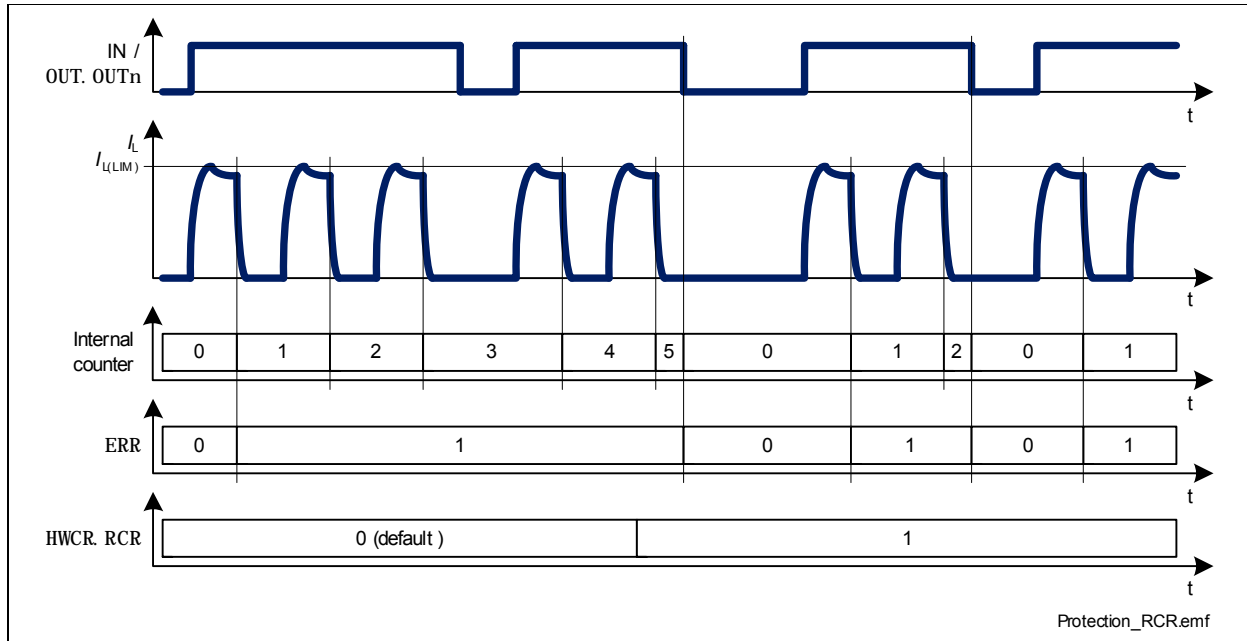 IN /
OUT. OUTn
t
IL
IL(LIM)
t
Internal
counter
0 1 2 3 4 5 0 1 2 0 1
t
ERR
0 1 0 1 0 1
t
HWCR. RCR
0 (default ) 1
t
Protection_RCR.emf